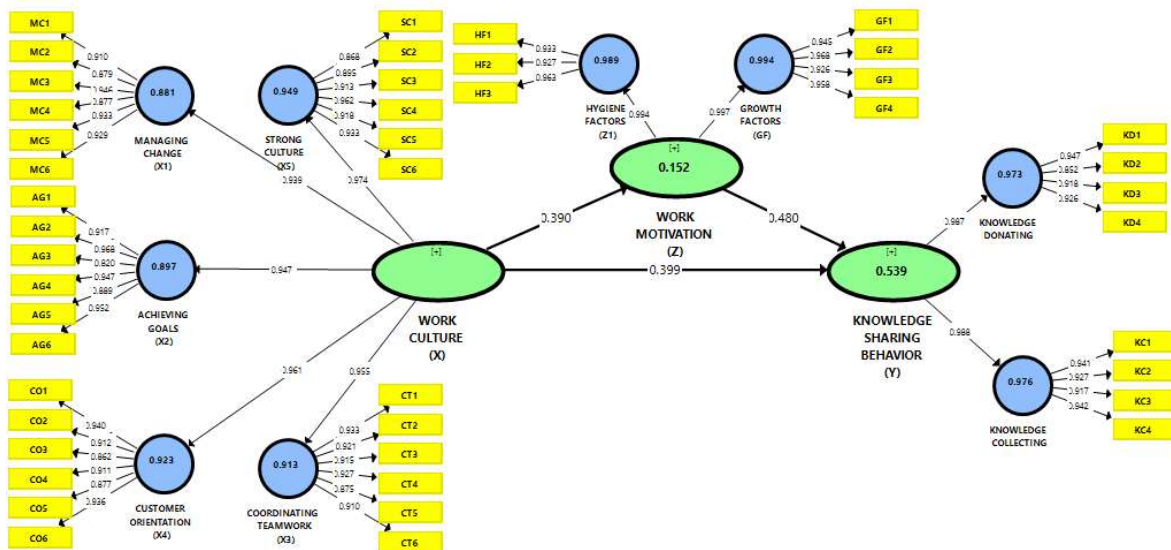 MC1
MC2
MC3
MC4
MC5
MC6
0.910
0.879
0.946
0.877
0.933
0.929
0.881
MANAGING
CHANGE
(X1)
SC1
SC2
SC3
SC4
SC5
SC6
0.868
0.895
0.913
0.962
0.918
0.933
0.949
STRONG
CULTURE
(X5)
HF1
HF2
HF3
0.933
0.927
0.963
0.989
HYGIENE
FACTORS
(Z1)
GF1
GF2
GF3
GF4
0.945
0.968
0.926
0.958
0.994
GROWTH
FACTORS
(GF)
0.994
0.997
[+]
0.152
WORK
MOTIVATION
(Z)
0.939
0.974
0.390
0.480
0.399
AG1
AG2
AG3
AG4
AG5
AG6
0.917
0.968
0.820
0.947
0.889
0.952
0.897
ACHIEVING
GOALS
(X2)
0.947
[+]
WORK
CULTURE
(X)
0.961
0.955
[+]
0.539
KNOWLEDGE
SHARING
BEHAVIOR
(Y)
0.987
0.988
KD1
KD2
KD3
KD4
0.947
0.852
0.918
0.926
0.973
KNOWLEDGE
DONATING
KC1
KC2
KC3
KC4
0.941
0.927
0.917
0.942
0.976
KNOWLEDGE
COLLECTING
CO1
CO2
CO3
CO4
CO5
CO6
0.940
0.912
0.862
0.911
0.877
0.936
0.923
CUSTOMER
ORIENTATION
(X4)
CT1
CT2
CT3
CT4
CT5
CT6
0.933
0.921
0.915
0.927
0.875
0.910
0.913
COORDINATING
TEAMWORK
(X3)